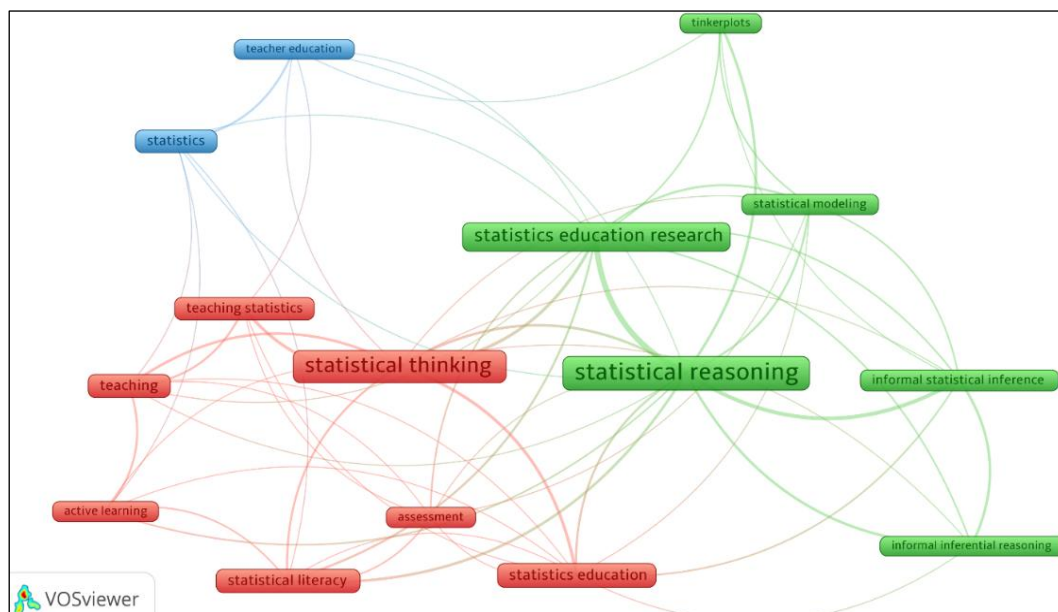 tinkerplots
teacher education
statistics
statistical modeling
statistics education research
teaching statistics
statistical thinking
statistical reasoning
teaching
informal statistical inference
active learning
assessment
informal inferential reasoning
statistical literacy
statistics education
VOSviewer